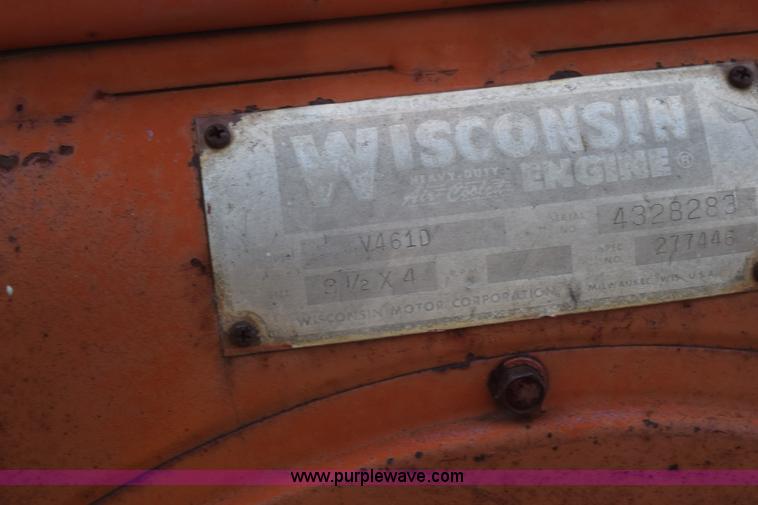 WISCONSIN
HEAVY-DUTY
Air-Cooled
ENGINE®
V461D
SERIAL NO. 4328283
3 1/2 X 4
SPEC. NO. 277446
WISCONSIN MOTOR CORPORATION
MILWAUKEE, WIS. U.S.A.
www.purplewave.com